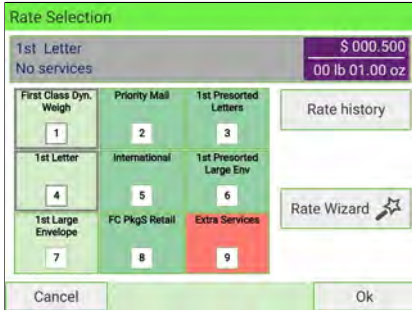 Rate Selection
1st Letter
No services
$ 000.500
00 lb 01.00 oz
First Class Dyn.
Weigh
1
Priority Mail
2
1st Presorted
Letters
3
Rate history
1st Letter
4
International
5
1st Presorted
Large Env
6
Rate Wizard
1st Large
Envelope
7
FC PkgS Retail
8
Extra Services
9
Cancel
Ok